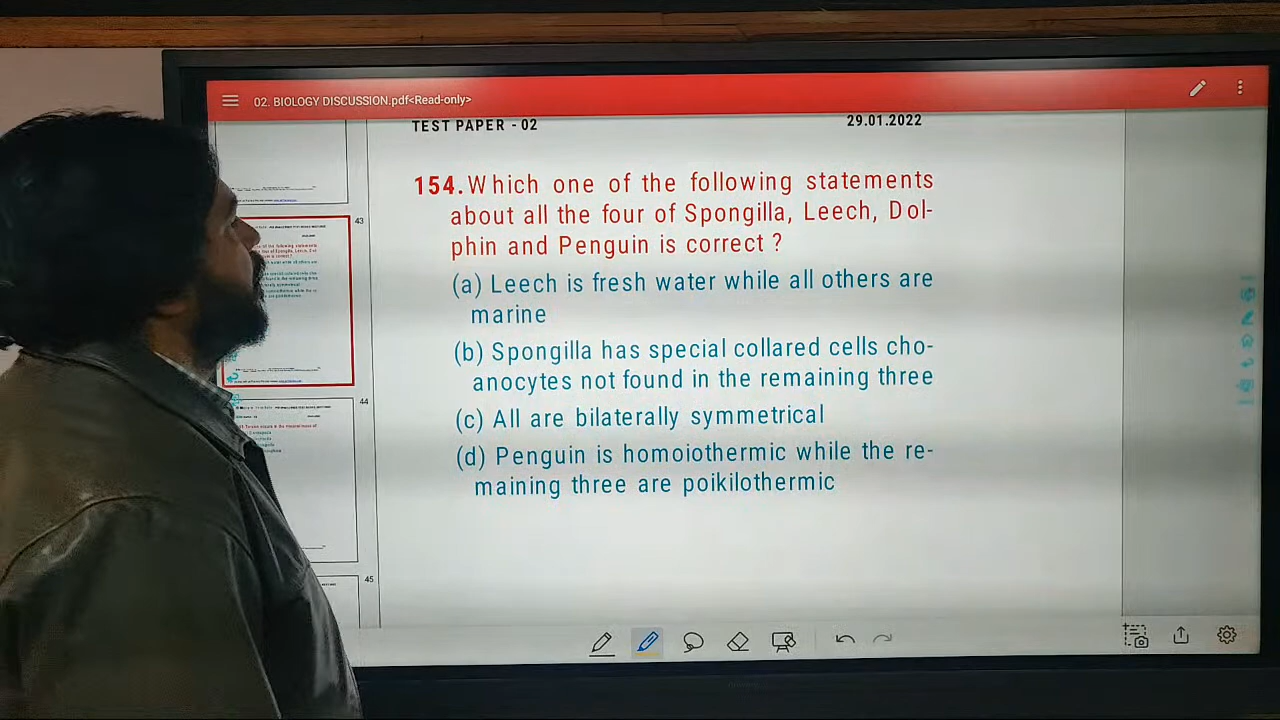 02. BIOLOGY DISCUSSION.pdf<Read-only>
TEST PAPER - 02 29.01.2022
154.Which one of the following statements
about all the four of Spongilla, Leech, Dol-
phin and Penguin is correct ?
(a) Leech is fresh water while all others are
marine
(b) Spongilla has special collared cells cho-
anocytes not found in the remaining three
(c) All are bilaterally symmetrical
(d) Penguin is homoiothermic while the re-
maining three are poikilothermic
43
44
45